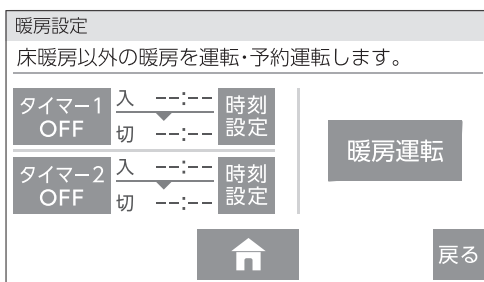 暖房設定
床暖房以外の暖房を運転・予約運転します。
タイマー1
OFF
入 --:--
切 --:--
時刻
設定
暖房運転
タイマー2
OFF
入 --:--
切 --:--
時刻
設定
戻る